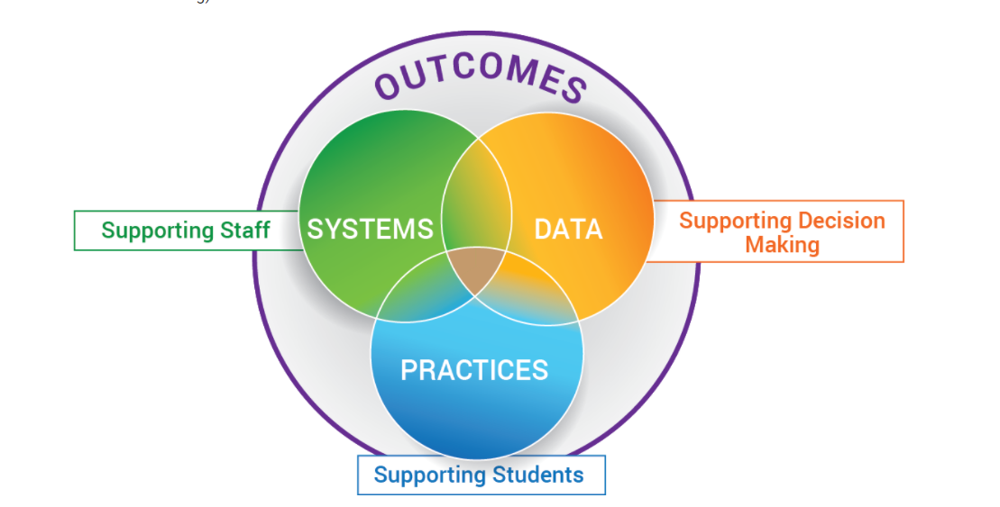 OUTCOMES
SYSTEMS
DATA
PRACTICES
Supporting Staff
Supporting Decision
Making
Supporting Students